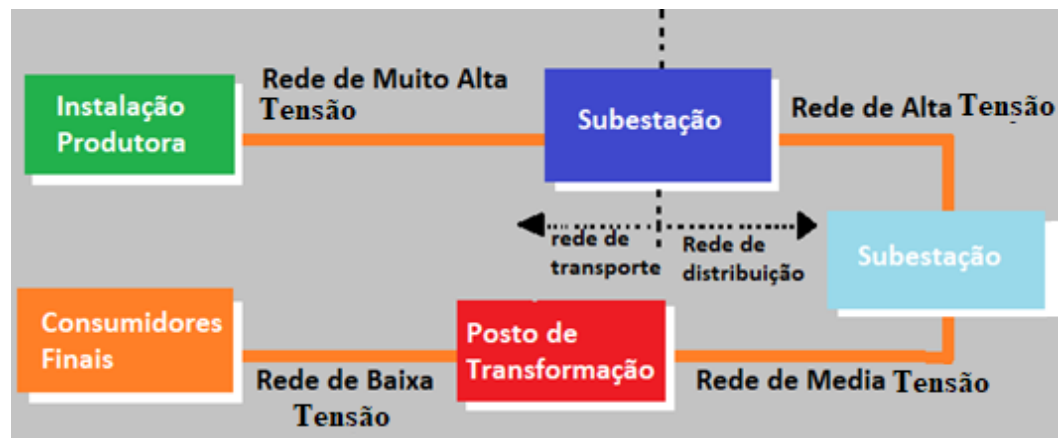 Instalação
Produtora
Rede de Muito Alta
Tensão
Subestação
Rede de Alta Tensão
rede de
transporte
Rede de
distribuição
Subestação
Consumidores
Finais
Rede de Baixa
Tensão
Posto de
Transformação
Rede de Media Tensão